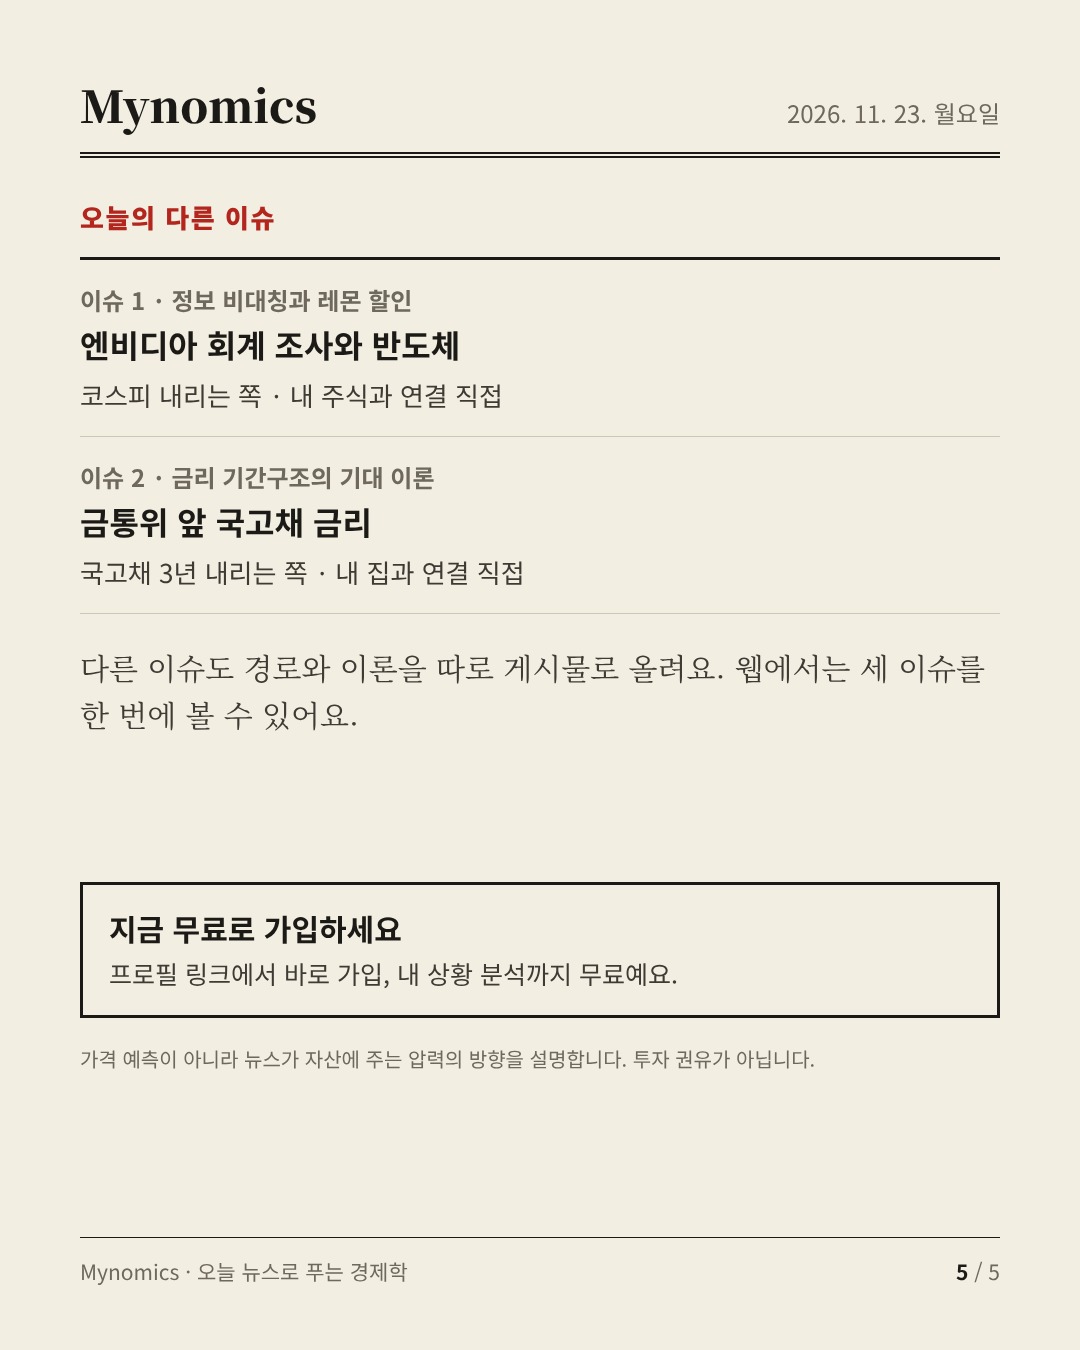 Mynomics
2026. 11. 23. 월요일
오늘의 다른 이슈
이슈 1 · 정보 비대칭과 레몬 할인
엔비디아 회계 조사와 반도체
코스피 내리는 쪽 · 내 주식과 연결 직접
이슈 2 · 금리 기간구조의 기대 이론
금통위 앞 국고채 금리
국고채 3년 내리는 쪽 · 내 집과 연결 직접
다른 이슈도 경로와 이론을 따로 게시물로 올려요. 웹에서는 세 이슈를
한 번에 볼 수 있어요.
지금 무료로 가입하세요
프로필 링크에서 바로 가입, 내 상황 분석까지 무료예요.
가격 예측이 아니라 뉴스가 자산에 주는 압력의 방향을 설명합니다. 투자 권유가 아닙니다.
Mynomics · 오늘 뉴스로 푸는 경제학
5 / 5